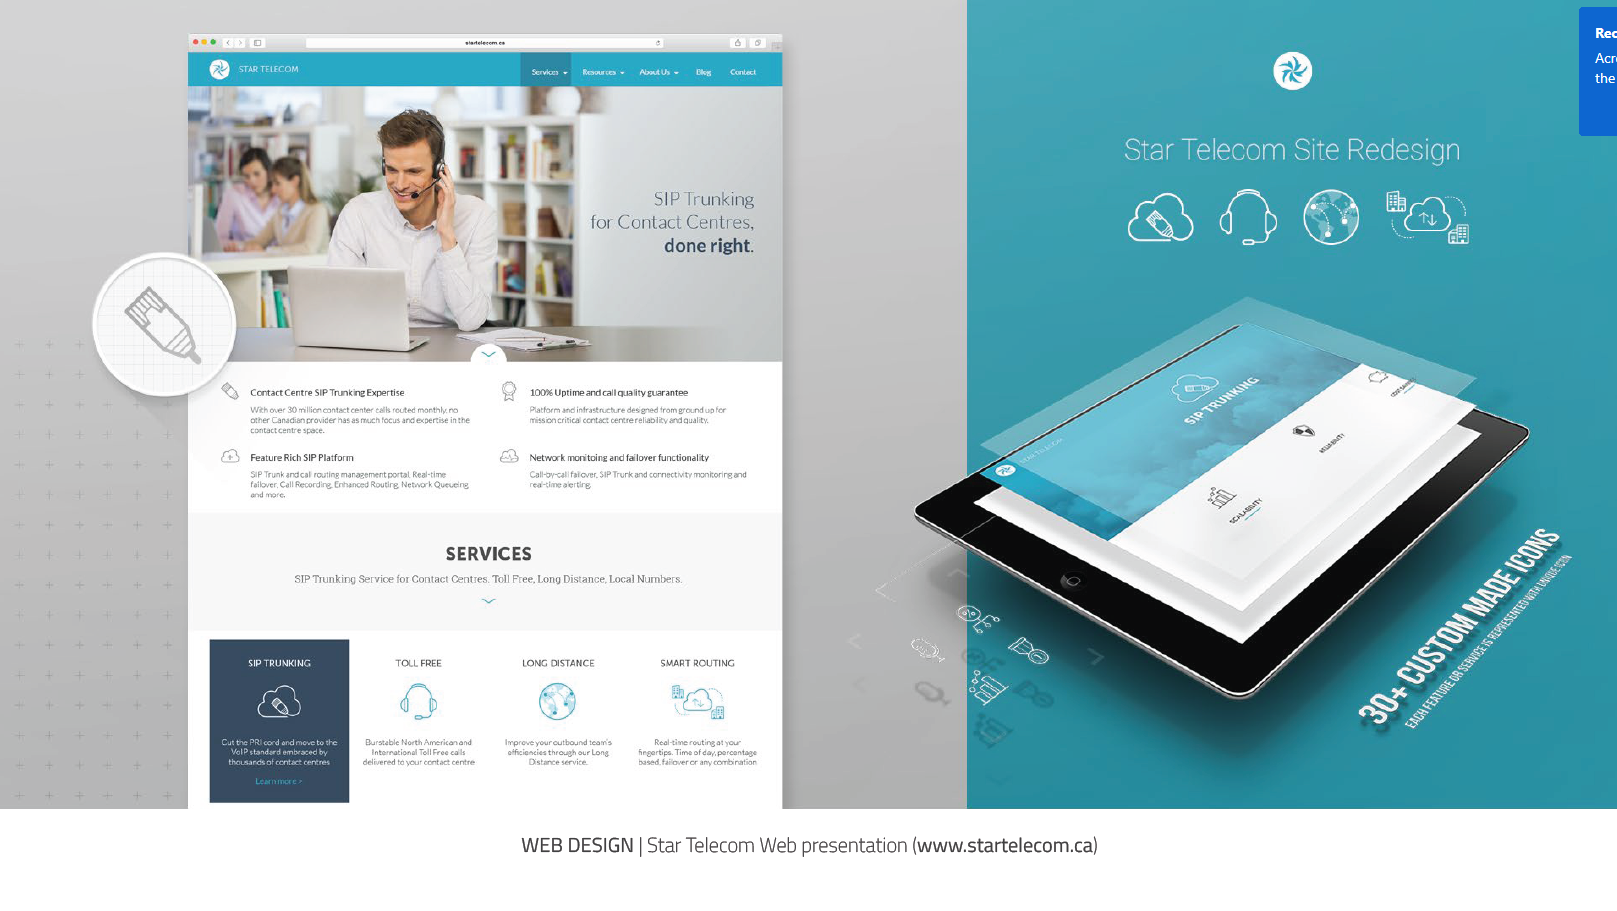 startelecom.ca
STAR TELECOM
Services
Resources
About Us
Blog
Contact
SIP Trunking
for Contact Centres,
done right.
Contact Centre SIP Trunking Expertise
With over 30 million contact center calls routed monthly, no
other Canadian provider has as much focus and expertise in the
contact centre space.
100% Uptime and call quality guarantee
Platform and infrastructure designed from ground up for
mission critical contact centre reliability and quality.
Feature Rich SIP Platform
SIP Trunk and call routing management portal, Real-time
failover, Call Recording, Enhanced Routing, Network Queueing
and more.
Network monitoing and failover functionality
Call-by-call failover, SIP Trunk and connectivity monitoring and
real-time alerting.
SERVICES
SIP Trunking Service for Contact Centres. Toll Free, Long Distance, Local Numbers.
SIP TRUNKING
Cut the PRI cord and move to the
VoIP standard embraced by
thousands of contact centres
Learn more >
TOLL FREE
Burstable North American and
International Toll Free calls
delivered to your contact centre
LONG DISTANCE
Improve your outbound team's
efficiencies through our Long
Distance service.
SMART ROUTING
Real-time routing at your
fingertips. Time of day, percentage
based, failover or any combination
Star Telecom Site Redesign
STAR TELECOM
SIP TRUNKING
SCALABILITY
30+ CUSTOM MADE ICONS
EACH FEATURE OR SERVICE IS REPRESENTED WITH UNIQUE ICON
Rec
Acr
the
WEB DESIGN | Star Telecom Web presentation (www.startelecom.ca)